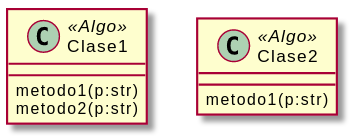 C «Algo»
Clase1
metodo1(p:str)
metodo2(p:str)
C «Algo»
Clase2
metodo1(p:str)